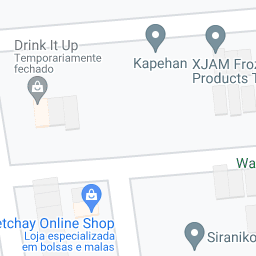 Drink It Up
Temporariamente
fechado
Kapehan
XJAM Froz
Products T
Wa
etchay Online Shop
Loja especializada
em bolsas e malas
Siraniko